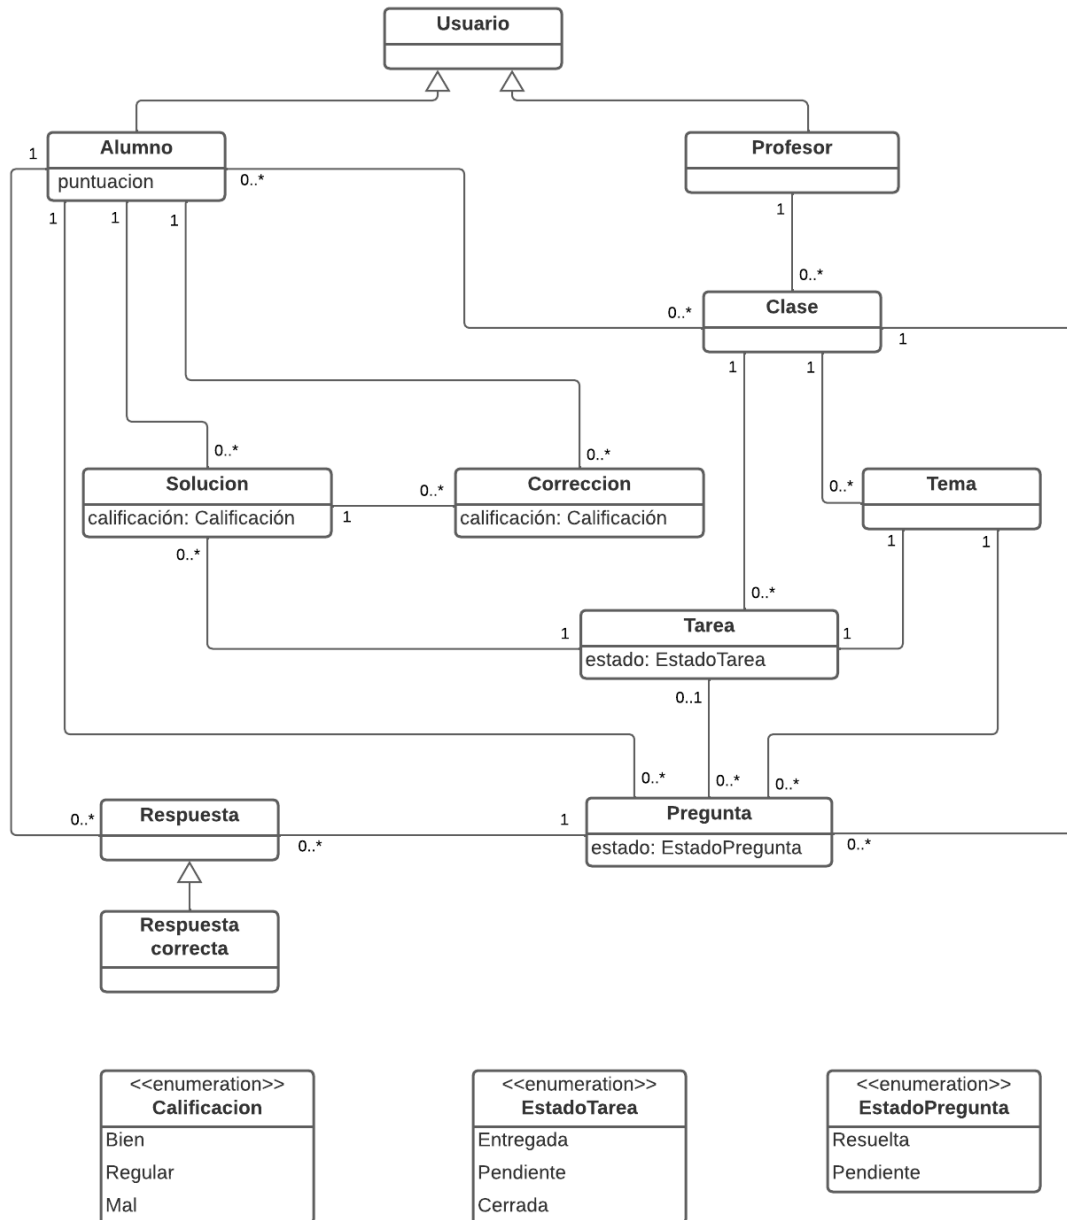 Usuario
Alumno
puntuacion
Profesor
1
0..*
1
1
1
1
0..*
0..*
Clase
1
1
1
0..*
0..*
Solucion
calificación: Calificación
1
0..*
Correccion
calificación: Calificación
0..*
Tema
0..*
1
1
0..*
1
Tarea
estado: EstadoTarea
1
0..1
0..*
0..*
0..*
0..*
Respuesta
0..*
1
Pregunta
estado: EstadoPregunta
0..*
Respuesta
correcta
<<enumeration>>
Calificacion
Bien
Regular
Mal
<<enumeration>>
EstadoTarea
Entregada
Pendiente
Cerrada
<<enumeration>>
EstadoPregunta
Resuelta
Pendiente